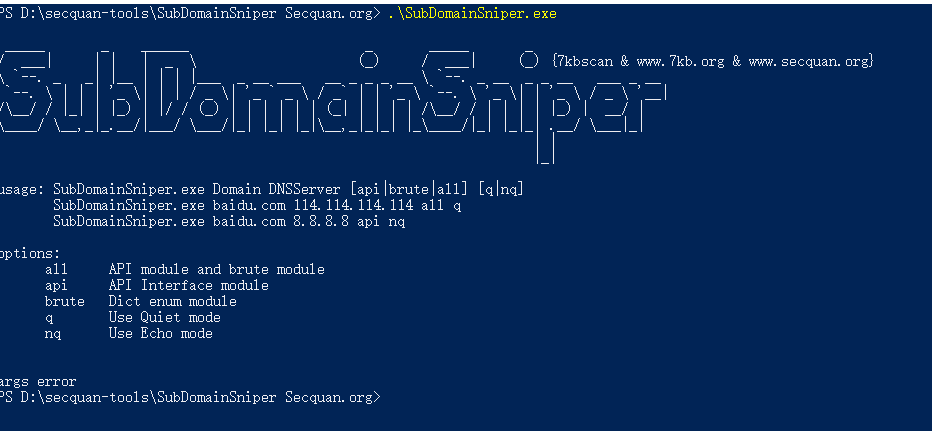 PS D:\secquan-tools\SubDomainSniper Secquan.org> .\SubDomainSniper.exe
SubDomainSniper {7kbscan & www.7kb.org & www.secquan.org}
usage: SubDomainSniper.exe Domain DNSServer [api|brute|all] [q|nq]
SubDomainSniper.exe baidu.com 114.114.114.114 all q
SubDomainSniper.exe baidu.com 8.8.8.8 api nq
options:
all API module and brute module
api API Interface module
brute Dict enum module
q Use Quiet mode
nq Use Echo mode
args error
PS D:\secquan-tools\SubDomainSniper Secquan.org>